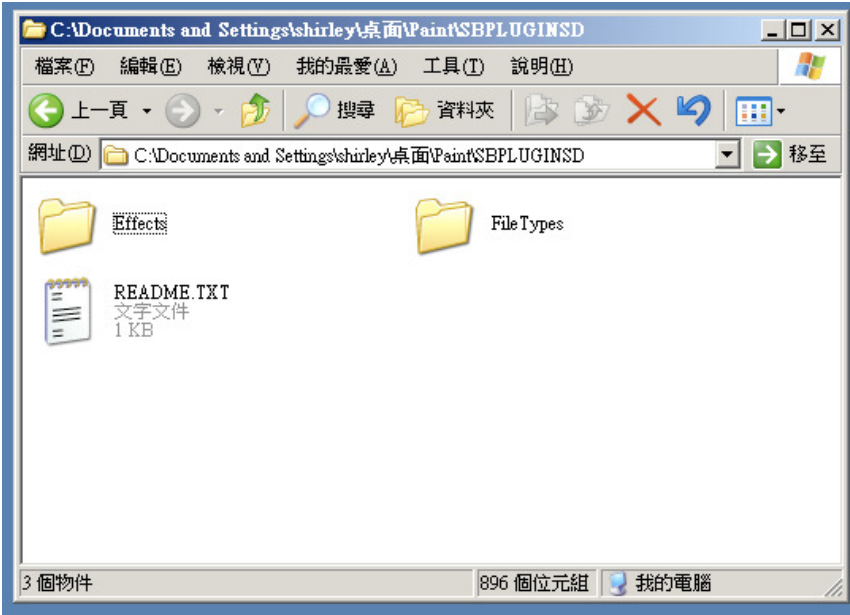 C:\Documents and Settings\shirley\桌面\Paint\SBPLUGINSD
檔案(F) 編輯(E) 檢視(V) 我的最愛(A) 工具(T) 說明(H)
上一頁 搜尋 資料夾
網址(D) C:\Documents and Settings\shirley\桌面\Paint\SBPLUGINSD 移至
Effects FileTypes
README.TXT
文字文件
1 KB
3 個物件 896 個位元組 我的電腦